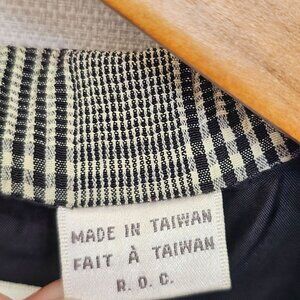 MADE IN TAIWAN
FAIT À TAIWAN
R. O. C.